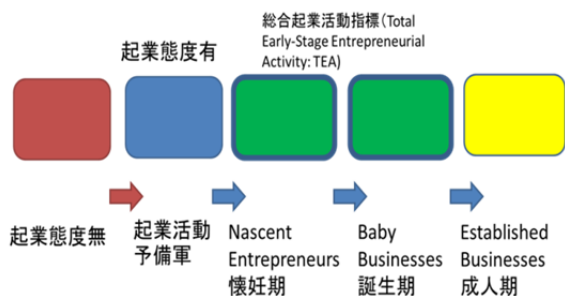 総合起業活動指標(Total
Early-Stage Entrepreneurial
Activity: TEA)
起業態度有
起業態度無
起業活動
予備軍
Nascent
Entrepreneurs
懐妊期
Baby
Businesses
誕生期
Established
Businesses
成人期